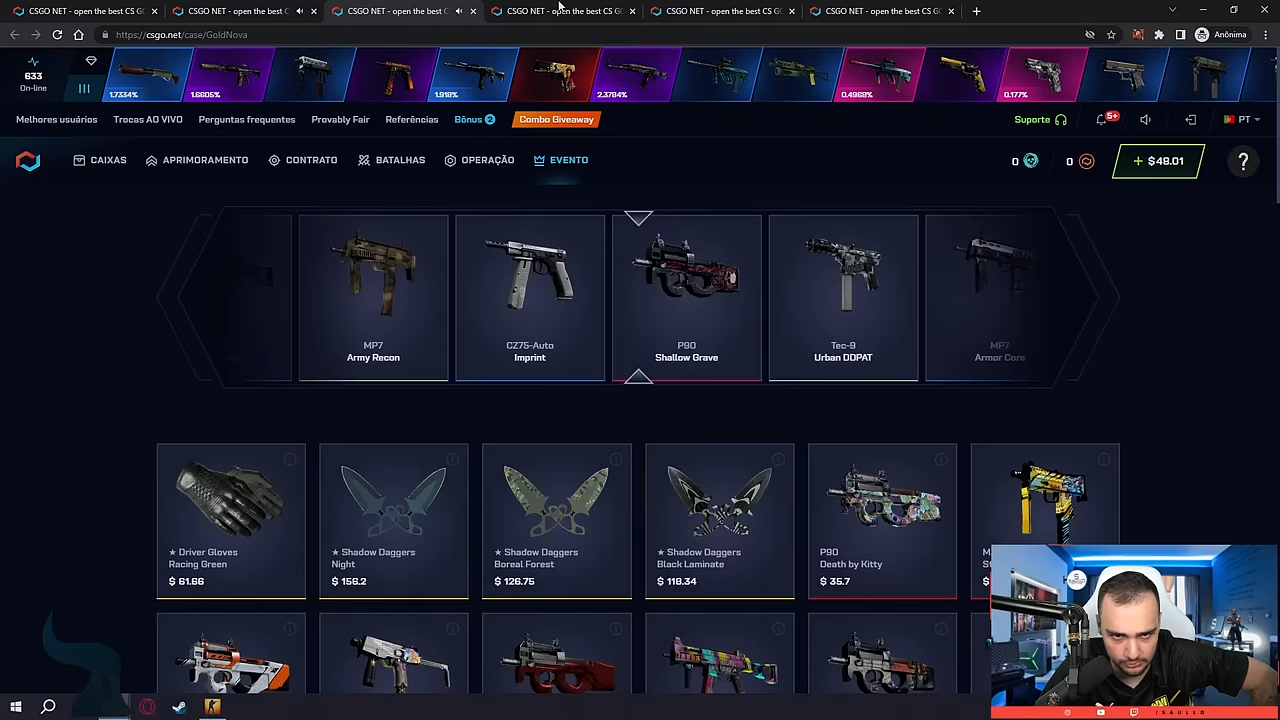 CSGO NET - open the best C
CSGO NET - open the best
CSGO NET - open the best
CSGO NET - open the best CS G
CSGO NET - open the best CS G
CSGO NET - open the best CS G
https://csgo.net/case/GoldNova
Anônima
633
On-line
1.7334%
1.6605%
1.918%
2.3784%
0.4968%
0.177%
Melhores usuários
Trocas AO VIVO
Perguntas frequentes
Provably Fair
Referências
Bônus 2
Combo Giveaway
Suporte
5+
PT
CAIXAS
APRIMORAMENTO
CONTRATO
BATALHAS
OPERAÇÃO
EVENTO
0
0
+ $48.01
?
MP7
Army Recon
CZ75-Auto
Imprint
P90
Shallow Grave
Tec-9
Urban DDPAT
MP7
Armor Core
★ Driver Gloves
Racing Green
$ 61.66
★ Shadow Daggers
Night
$ 156.2
★ Shadow Daggers
Boreal Forest
$ 126.75
★ Shadow Daggers
Black Laminate
$ 118.34
P90
Death by Kitty
$ 35.7
/SAULLO